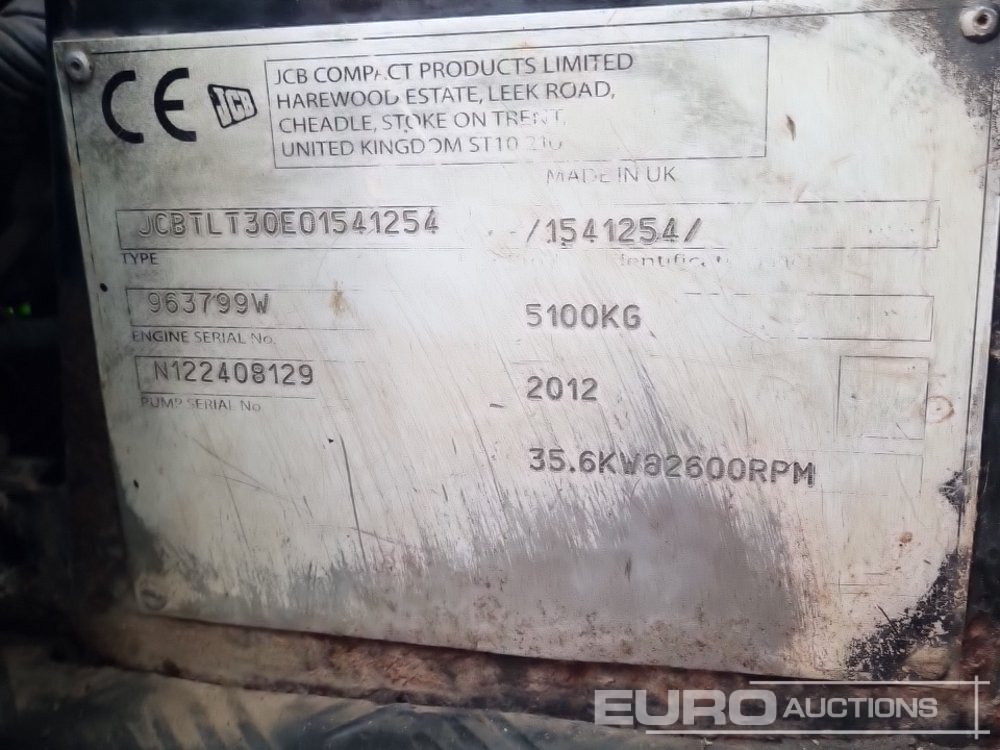 CE JCB
JCB COMPACT PRODUCTS LIMITED
HAREWOOD ESTATE, LEEK ROAD,
CHEADLE, STOKE ON TRENT,
UNITED KINGDOM ST10
MADE IN UK
JCBTLT30E01541254 /1541254/
TYPE
963799W 5100KG
ENGINE SERIAL No.
N122408129 2012
PUMP SERIAL No
35.6KW@2600RPM
EURO AUCTIONS